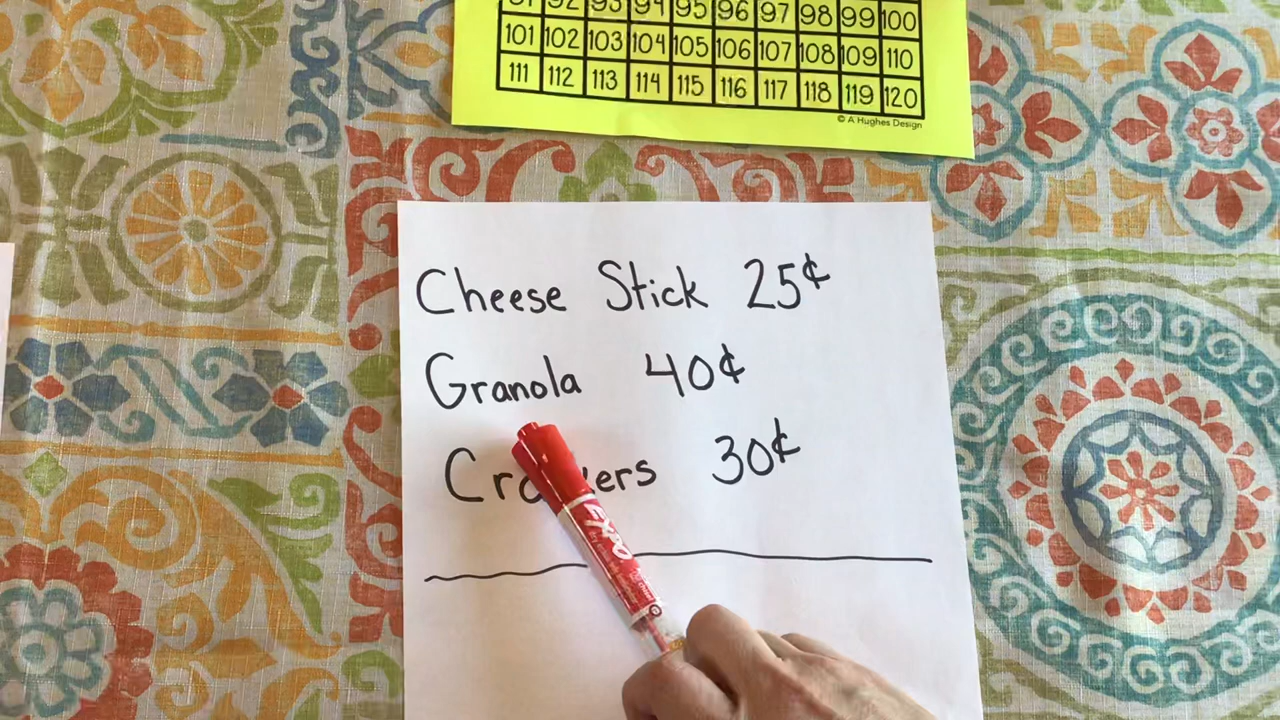 92 93 94 95 96 97 98 99 100
101 102 103 104 105 106 107 108 109 110
111 112 113 114 115 116 117 118 119 120
© A Hughes Design
Cheese Stick 25¢
Granola 40¢
30¢
EXPO